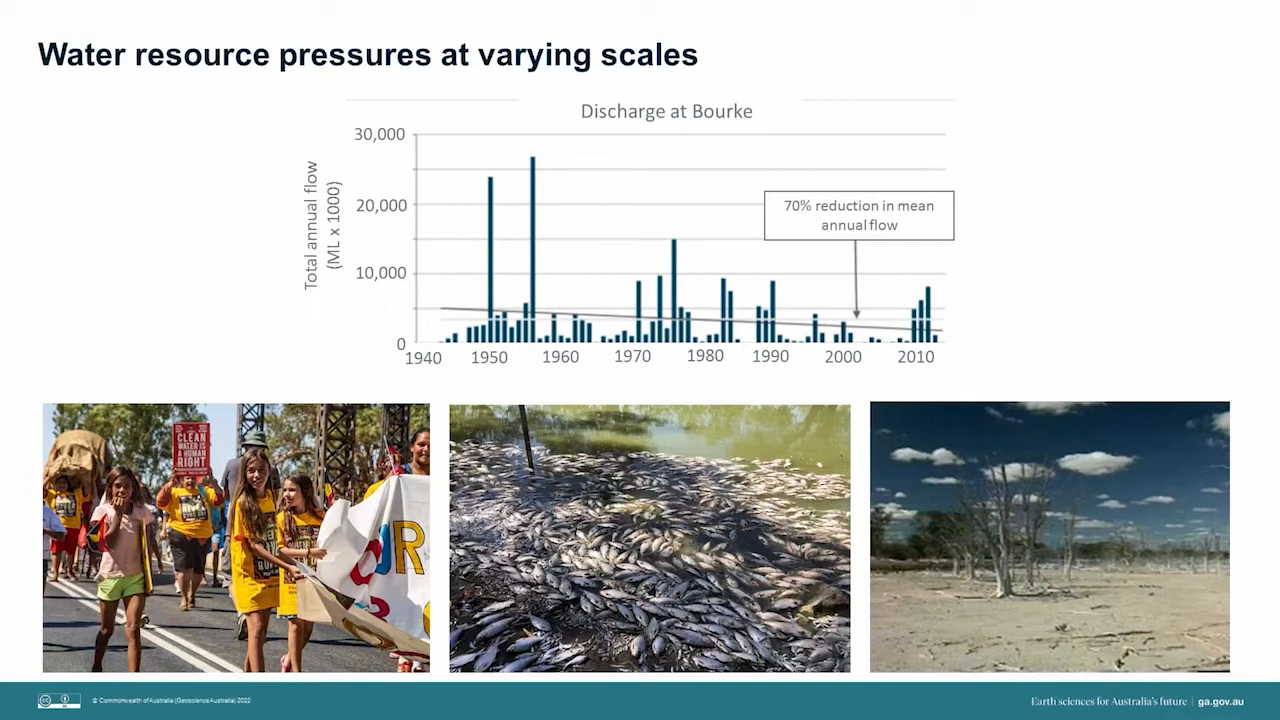 Water resource pressures at varying scales
Discharge at Bourke
Total annual flow
(ML x 1000)
30,000
20,000
10,000
0
70% reduction in mean
annual flow
1940 1950 1960 1970 1980 1990 2000 2010
CLEAN
WATER IS
A HUMAN
RIGHT
© Commonwealth of Australia (Geoscience Australia) 2022
Earth sciences for Australia's future | ga.gov.au